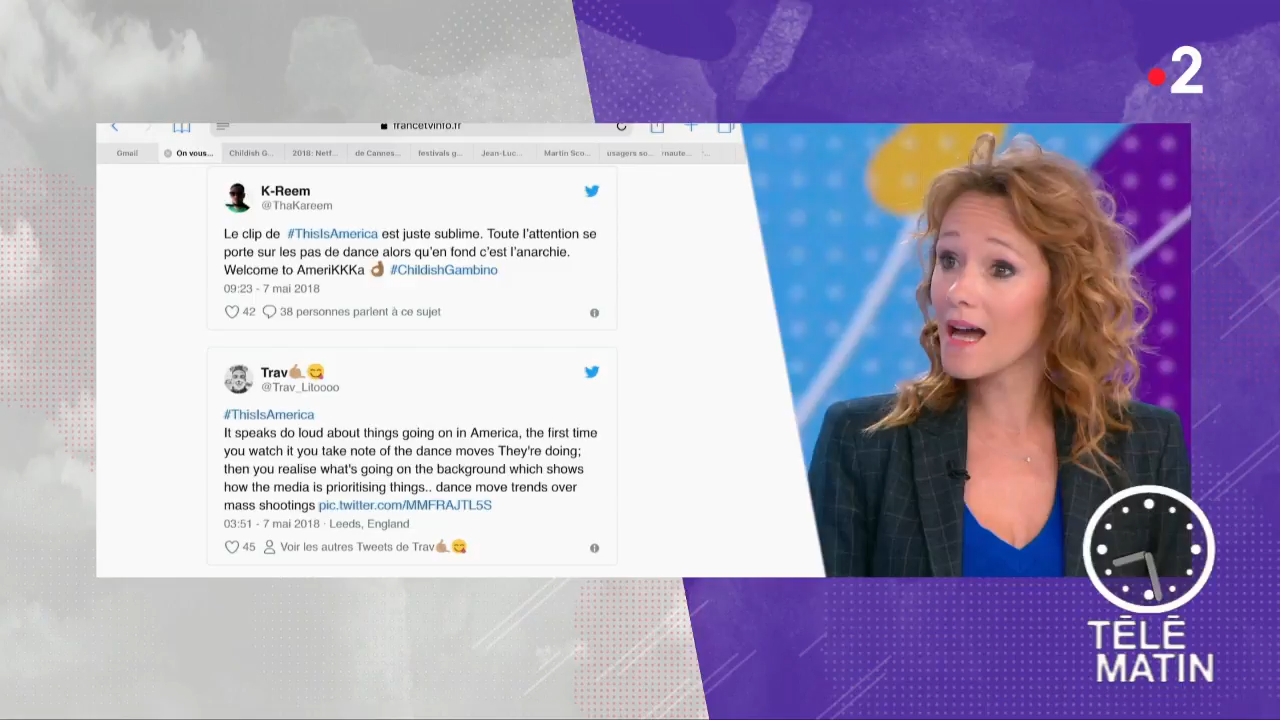 2
francetvinfo.fr
Gmail
On vous...
Childish G...
2018: Netf...
de Cannes...
festivals g...
Jean-Luc...
Martin Sco...
usagers so...
K-Reem
@ThaKareem
Le clip de #ThisIsAmerica est juste sublime. Toute l'attention se
porte sur les pas de dance alors qu'en fond c'est l'anarchie.
Welcome to AmeriKKKa 👌🏾 #ChildishGambino
09:23 - 7 mai 2018
42 38 personnes parlent à ce sujet
Trav🤙🏽😋
@Trav_Litoooo
#ThisIsAmerica
It speaks do loud about things going on in America, the first time
you watch it you take note of the dance moves They're doing;
then you realise what's going on the background which shows
how the media is prioritising things.. dance move trends over
mass shootings pic.twitter.com/MMFRAJTL5S
03:51 - 7 mai 2018 · Leeds, England
45 Voir les autres Tweets de Trav🤙🏽😋
TÉLÉ
MATIN